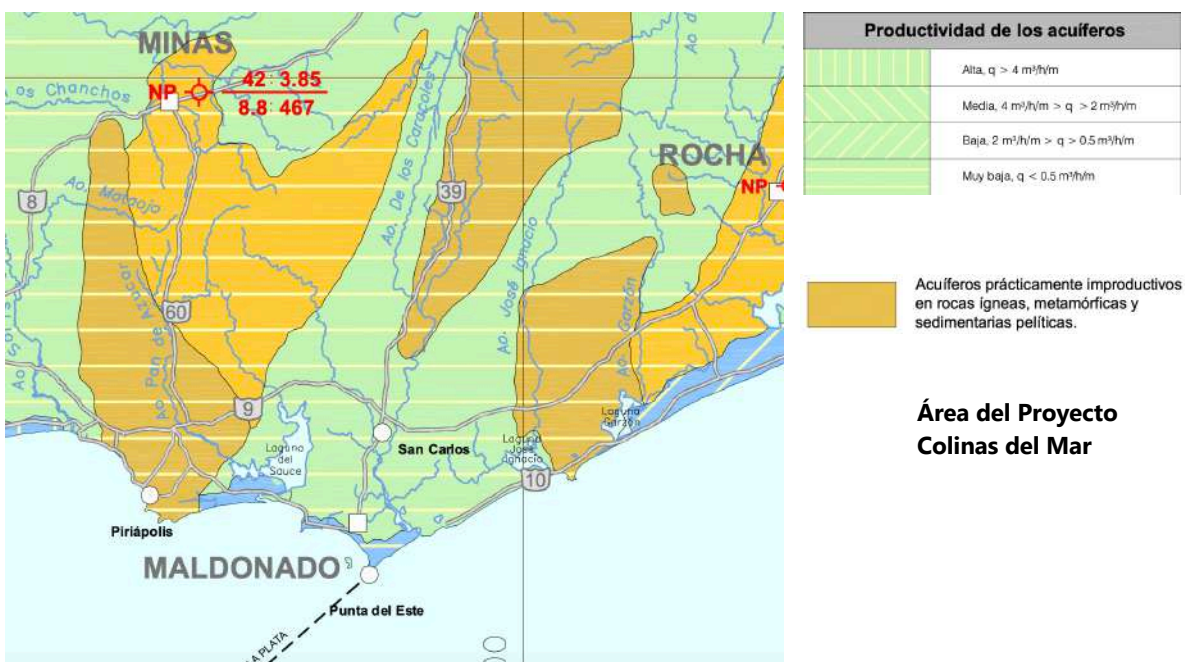 MINAS
os Chanchos
NP
42 : 3.85
8.8 : 467
Ao. Mataojo
8
Ao. De los Caracoles
39
ROCHA
NP
Ao. José Ignacio
Ao. Garzón
Ao. Pan de Azúcar
60
9
Laguna
Garzón
San Carlos
Laguna
del
Sauce
Laguna
José
Ignacio
10
Piriápolis
MALDONADO
Punta del Este
LA PLATA
Productividad de los acuíferos
Alta, q > 4 m³/h/m
Media, 4 m³/h/m > q > 2 m³/h/m
Baja, 2 m³/h/m > q > 0.5 m³/h/m
Muy baja, q < 0.5 m³/h/m
Acuíferos prácticamente improductivos
en rocas ígneas, metamórficas y
sedimentarias pelíticas.
Área del Proyecto
Colinas del Mar